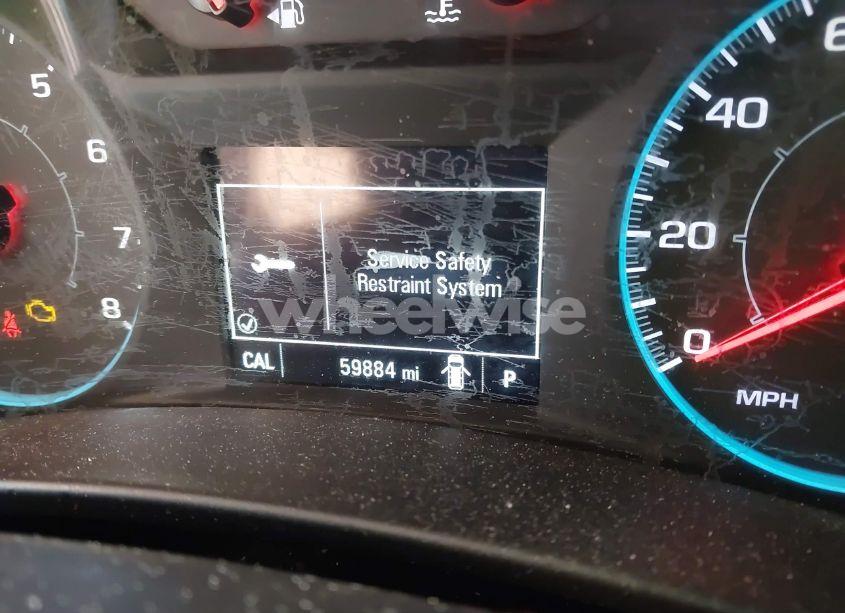 F
5
6
7
8
40
20
0
MPH
Service Safety
Restraint System
wheelwise
CAL
59884 mi
P